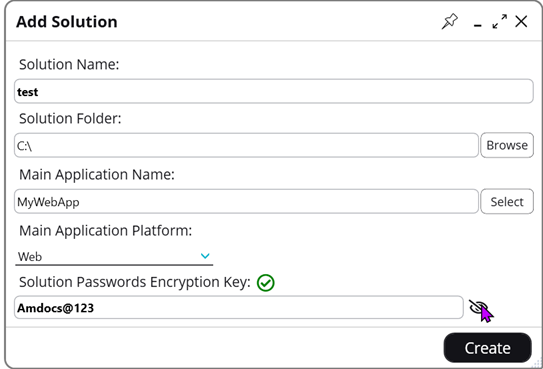 Add Solution
Solution Name:
test
Solution Folder:
C:\
Browse
Main Application Name:
MyWebApp
Select
Main Application Platform:
Web
Solution Passwords Encryption Key:
Amdocs@123
Create